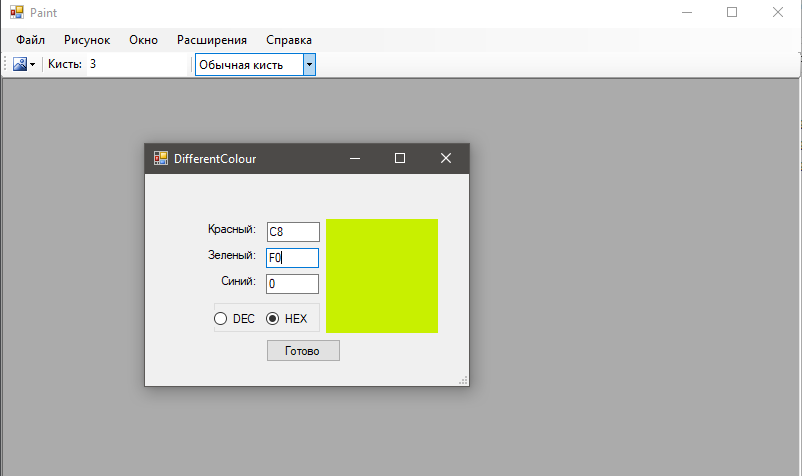 Paint
Файл Рисунок Окно Расширения Справка
Кисть: 3 Обычная кисть
DifferentColour
Красный: C8
Зеленый: F0
Синий: 0
DEC HEX
Готово